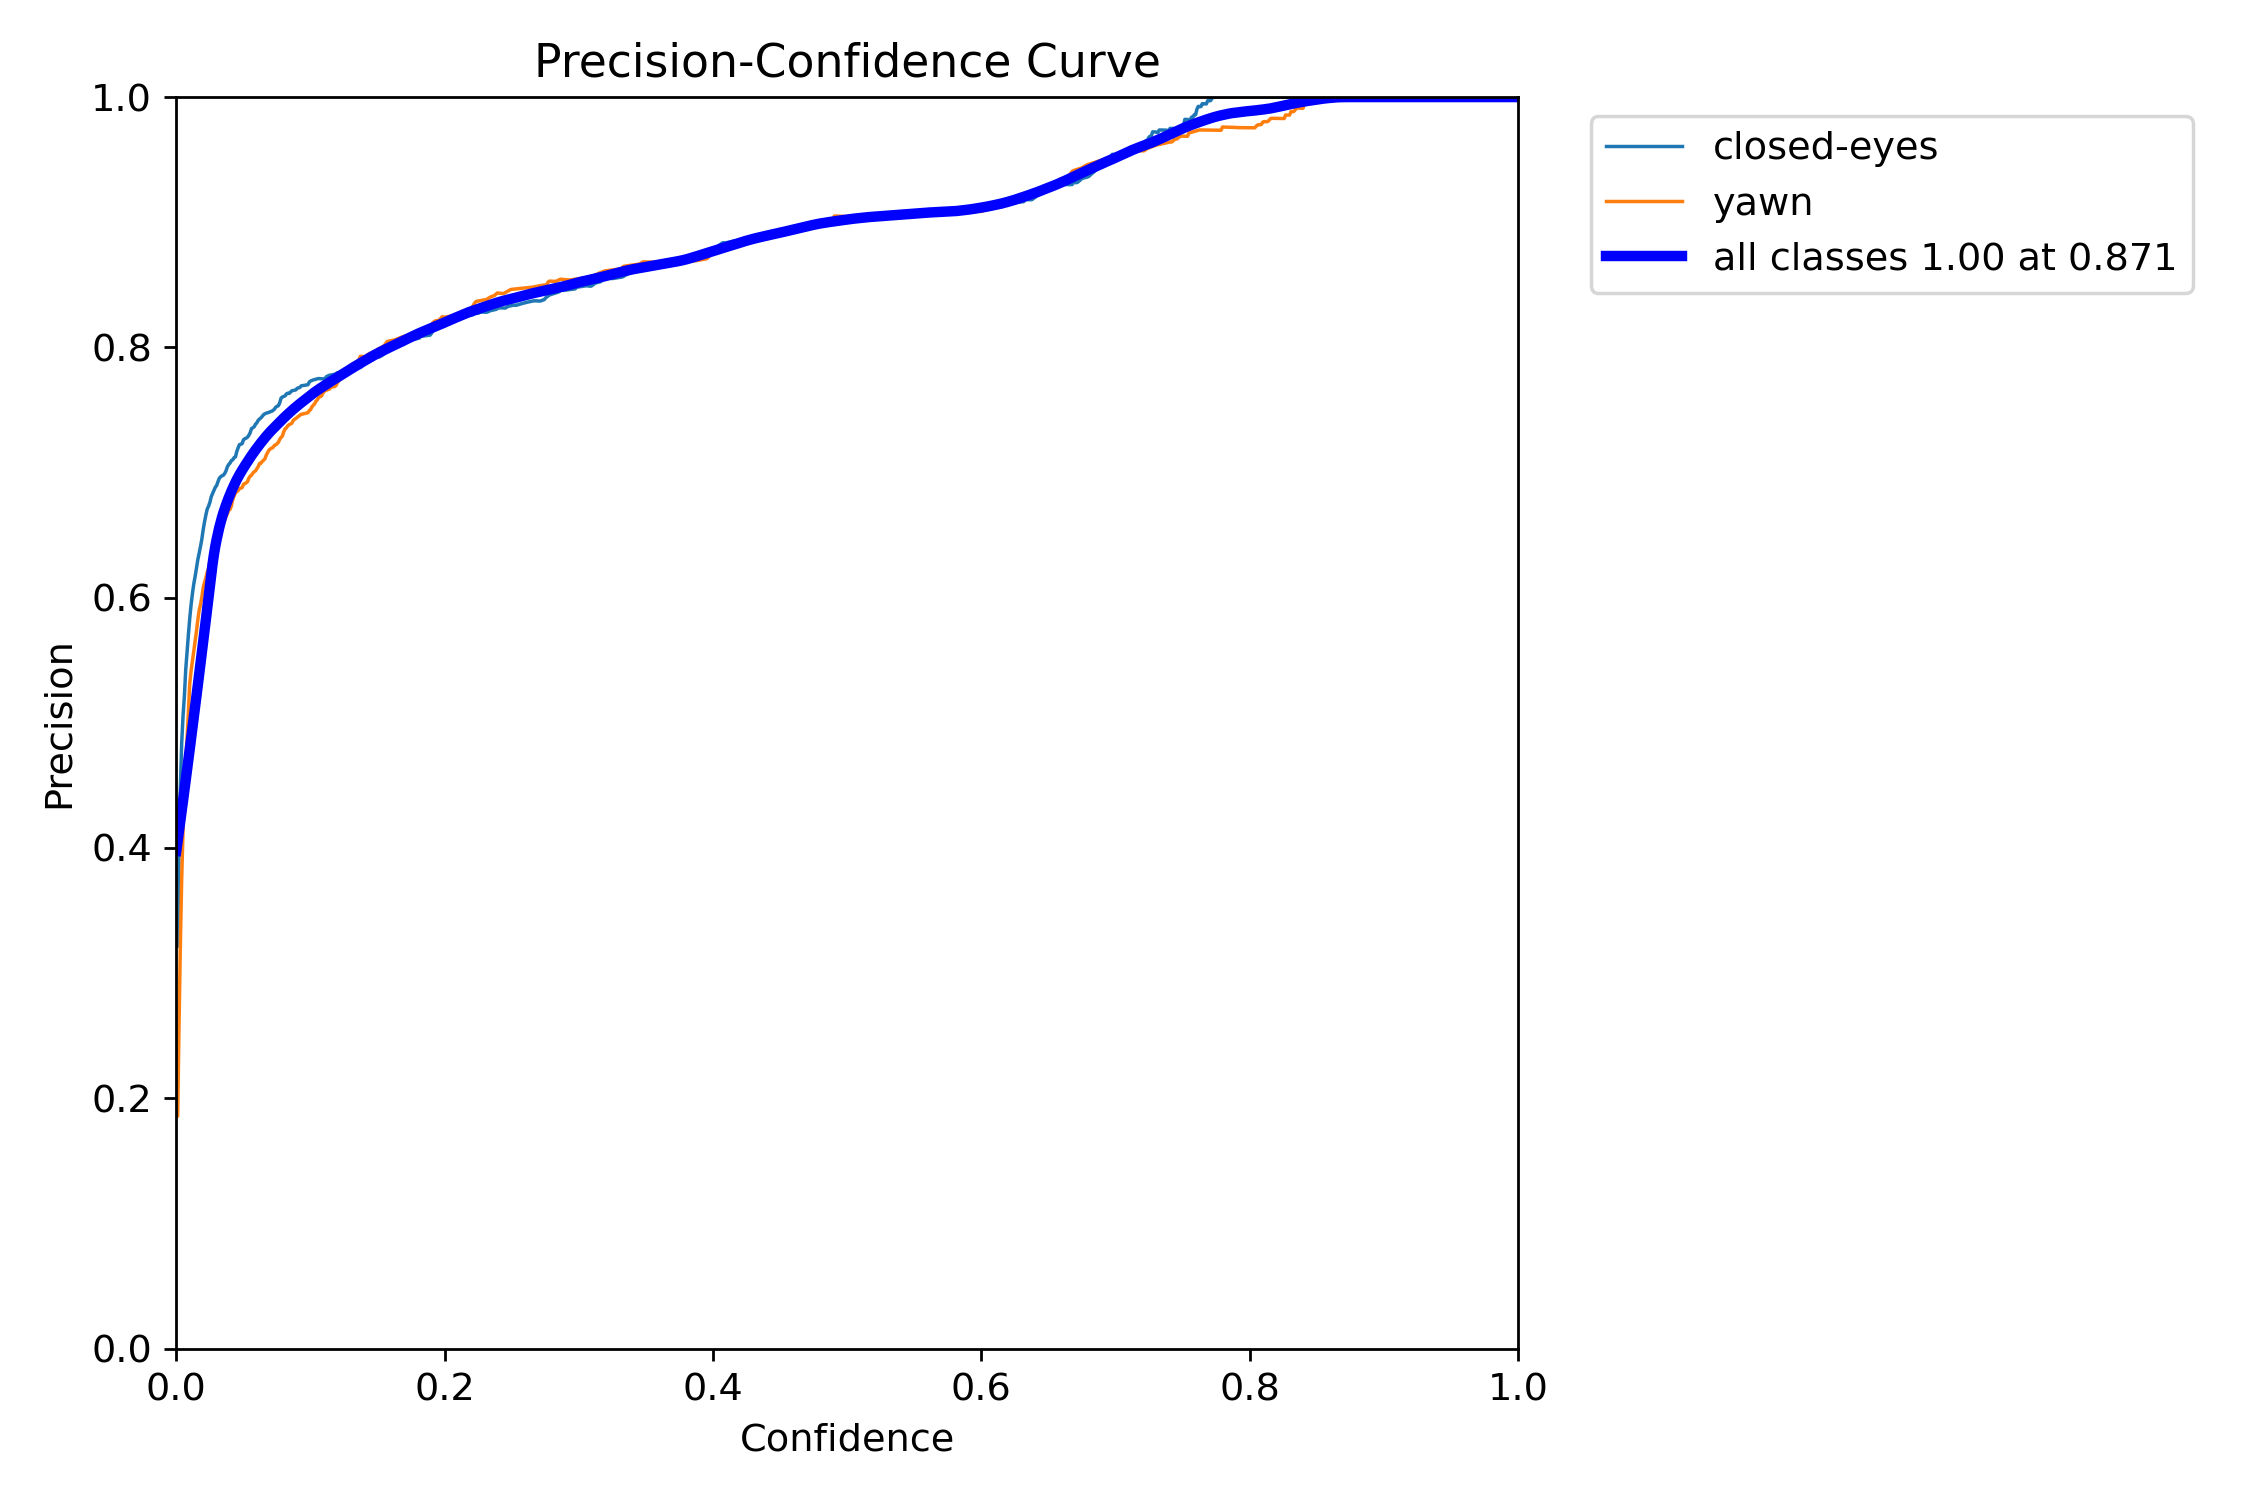 Precision-Confidence Curve
1.0
0.8
0.6
0.4
0.2
0.0
Precision
0.0 0.2 0.4 0.6 0.8 1.0
Confidence
closed-eyes
yawn
all classes 1.00 at 0.871